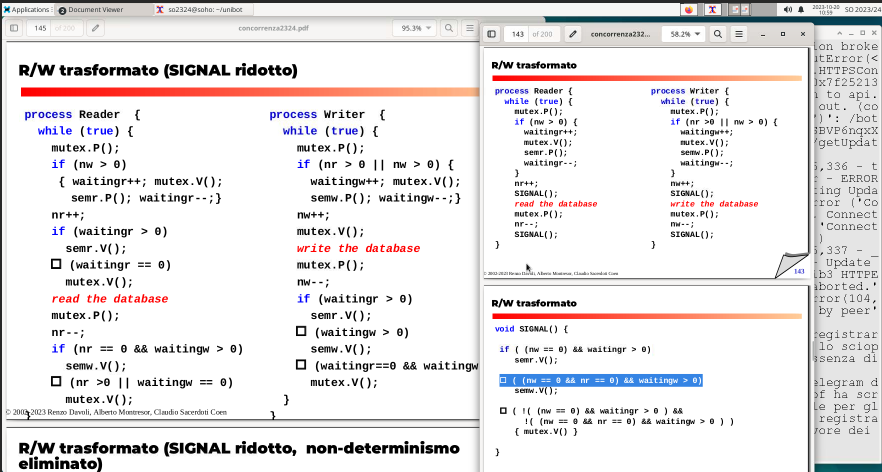 Applications
2 Document Viewer
so2324@soho: ~/unibot
2023-10-20
10:59
SO 2023/24
145
of 200
concorrenza2324.pdf
95.3%
R/W trasformato (SIGNAL ridotto)
process Reader {
while (true) {
mutex.P();
if (nw > 0)
{ waitingr++; mutex.V();
semr.P(); waitingr--;}
nr++;
if (waitingr > 0)
semr.V();
☐ (waitingr == 0)
mutex.V();
read the database
mutex.P();
nr--;
if (nr == 0 && waitingw > 0)
semw.V();
☐ (nr >0 || waitingw == 0)
mutex.V();
}
process Writer {
while (true) {
mutex.P();
if (nr > 0 || nw > 0) {
waitingw++; mutex.V();
semw.P(); waitingw--;}
nw++;
mutex.V();
write the database
mutex.P();
nw--;
if (waitingr > 0)
semr.V();
☐ (waitingw > 0)
semw.V();
☐ (waitingr==0 && waitingw
mutex.V();
}
}
© 2002-2023 Renzo Davoli, Alberto Montresor, Claudio Sacerdoti Coen
R/W trasformato (SIGNAL ridotto, non-determinismo
eliminato)
143
of 200
concorrenza232...
58.2%
R/W trasformato
process Reader {
while (true) {
mutex.P();
if (nw > 0) {
waitingr++;
mutex.V();
semr.P();
waitingr--;
}
nr++;
SIGNAL();
read the database
mutex.P();
nr--;
SIGNAL();
}
process Writer {
while (true) {
mutex.P();
if (nr >0 || nw > 0) {
waitingw++;
mutex.V();
semw.P();
waitingw--;
}
nw++;
SIGNAL();
write the database
mutex.P();
nw--;
SIGNAL();
}
© 2002-2023 Renzo Davoli, Alberto Montresor, Claudio Sacerdoti Coen
143
R/W trasformato
void SIGNAL() {
if ( (nw == 0) && waitingr > 0)
semr.V();
☐ ( (nw == 0 && nr == 0) && waitingw > 0)
semw.V();
☐ ( !( (nw == 0) && waitingr > 0 ) &&
!( (nw == 0 && nr == 0) && waitingw > 0 ) )
{ mutex.V() }
}
ion broke
utError(<
.HTTPSCon
0x7f25213
n to api.
out. (co
')': /bot
3BVP6nqxX
/getUpdat
5,336 - t
r - ERROR
ting Upda
ror ('Co
Connect
'Connect
)
5,337 -
Update
ib3 HTTPE
aborted.'
ror(104,
by peer'
registrar
lo sciop
senza di
elegram d
of ha scr
le per gl
registra
vore dei